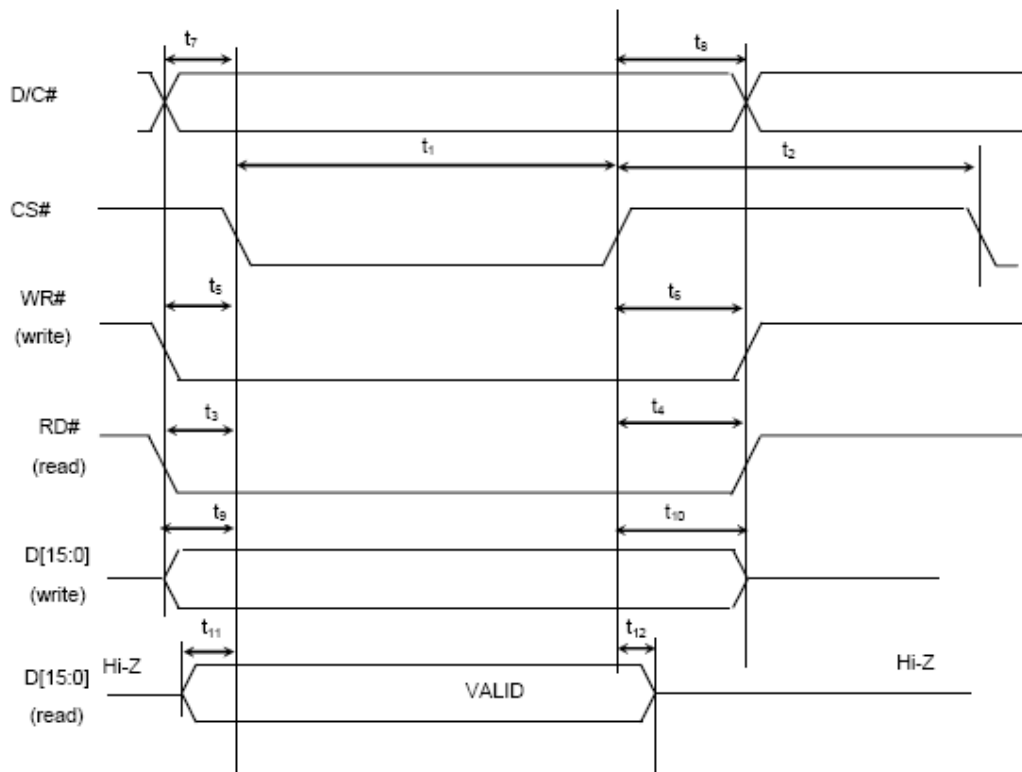 t₇
t₈
D/C#
t₁
t₂
CS#
t₅
t₆
WR#
(write)
t₃
t₄
RD#
(read)
t₉
t₁₀
D[15:0]
(write)
t₁₁
t₁₂
Hi-Z
Hi-Z
D[15:0]
VALID
(read)